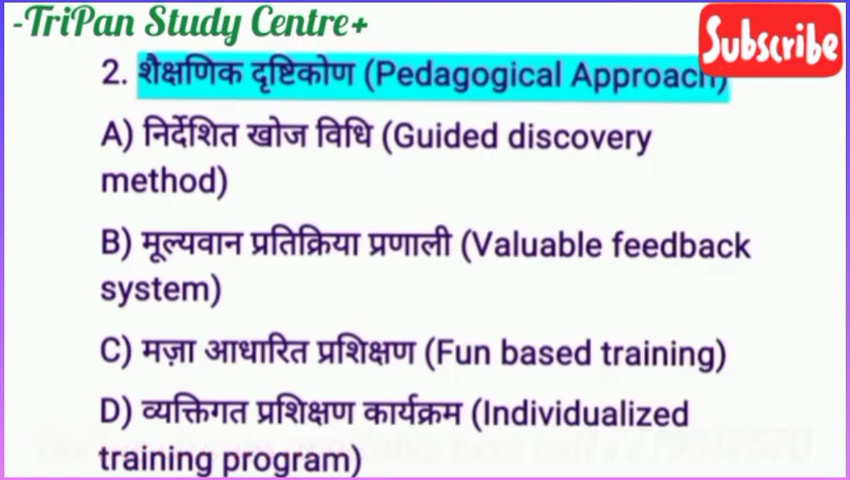 -TriPan Study Centre+
Subscribe
2. शैक्षणिक दृष्टिकोण (Pedagogical Approach)
A) निर्देशित खोज विधि (Guided discovery
method)
B) मूल्यवान प्रतिक्रिया प्रणाली (Valuable feedback
system)
C) मज़ा आधारित प्रशिक्षण (Fun based training)
D) व्यक्तिगत प्रशिक्षण कार्यक्रम (Individualized
training program)